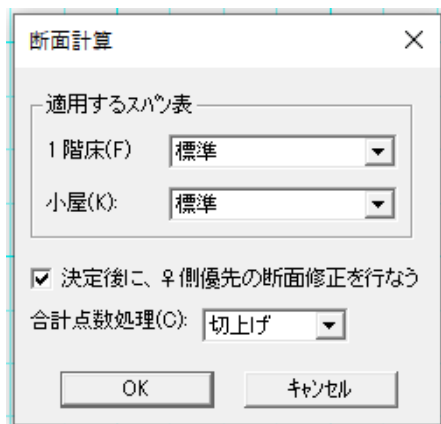 断面計算
適用するスパン表
1階床(F) 標準
小屋(K): 標準
決定後に、♀側優先の断面修正を行なう
合計点数処理(C): 切上げ
OK キャンセル